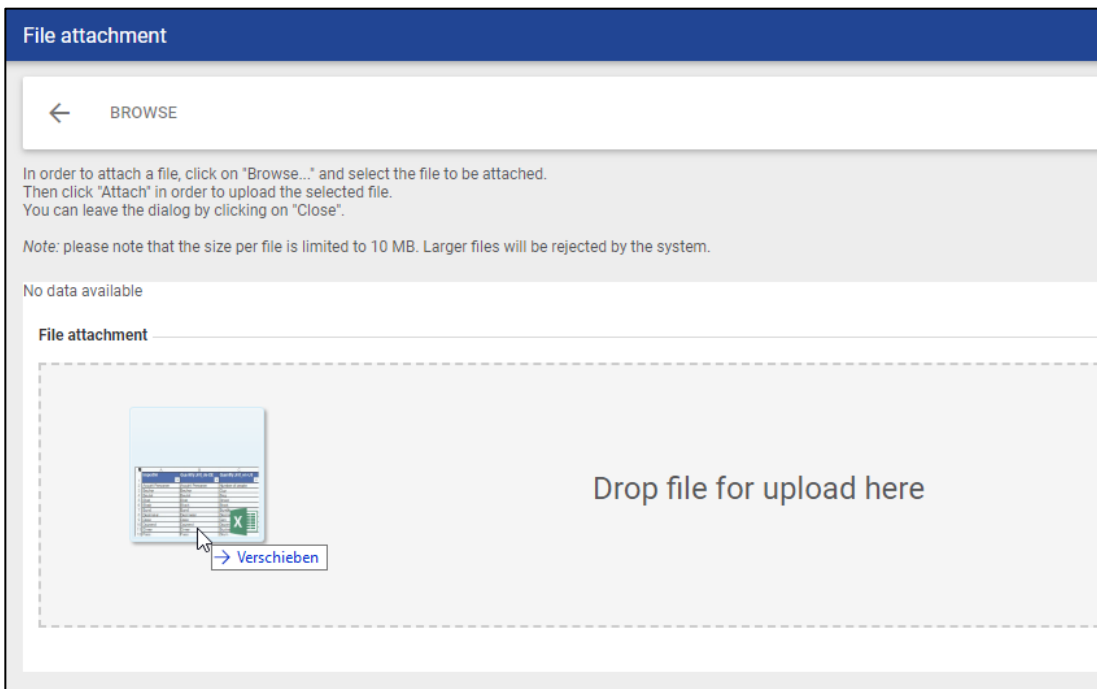 File attachment
BROWSE
In order to attach a file, click on "Browse..." and select the file to be attached.
Then click "Attach" in order to upload the selected file.
You can leave the dialog by clicking on "Close".
Note: please note that the size per file is limited to 10 MB. Larger files will be rejected by the system.
No data available
File attachment
Drop file for upload here
X
→ Verschieben